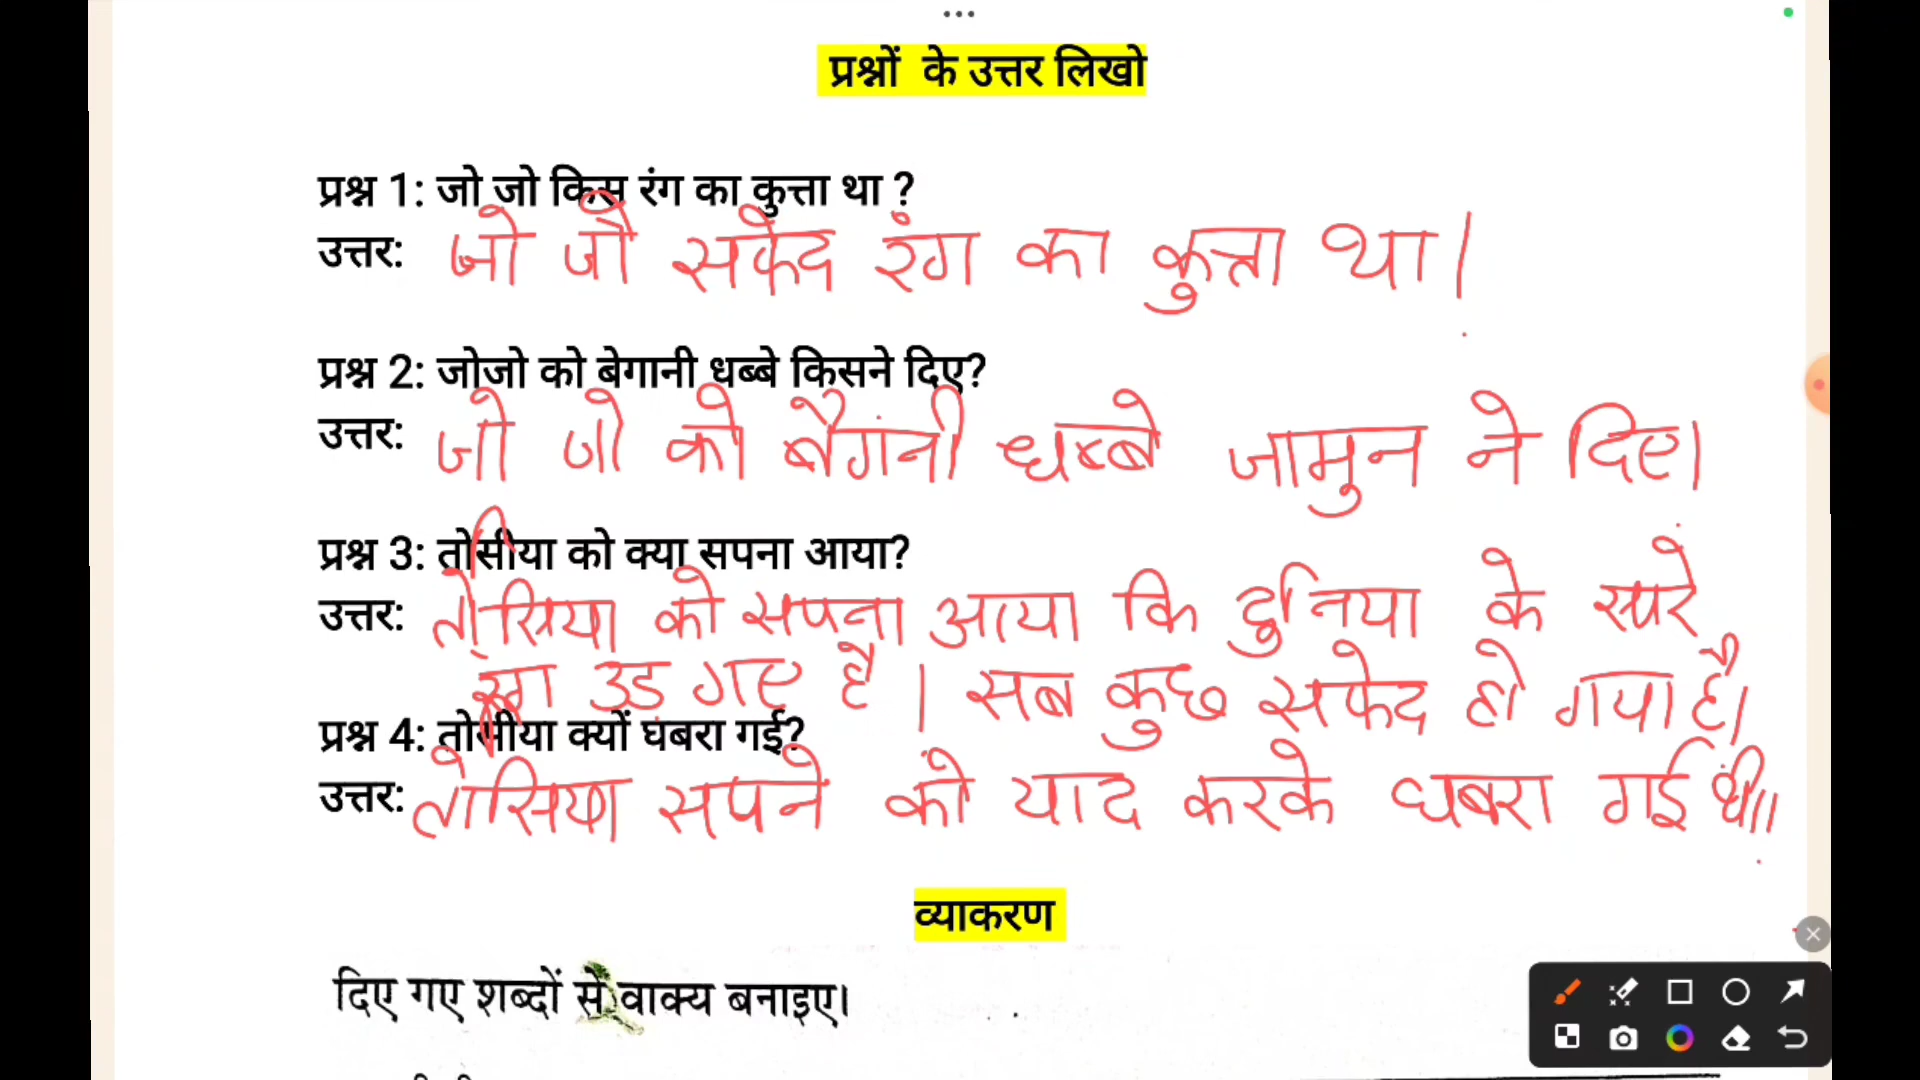 प्रश्नों के उत्तर लिखो
प्रश्न 1: जो जो किस रंग का कुत्ता था ?
उत्तर: जो जो सफेद रंग का कुत्ता था।
प्रश्न 2: जोजो को बेगानी धब्बे किसने दिए?
उत्तर: जो जो को बैगंनी धब्बे जामुन ने दिए।
प्रश्न 3: तोसीया को क्या सपना आया?
उत्तर: तोसिया को सपना आया कि दुनिया के सारे
रंग उड़ गए है। सब कुछ सफेद हो गया है।
प्रश्न 4: तोसीया क्यों घबरा गई?
उत्तर: तोसिया सपने को याद करके घबरा गई थी॥
व्याकरण
दिए गए शब्दों से वाक्य बनाइए।